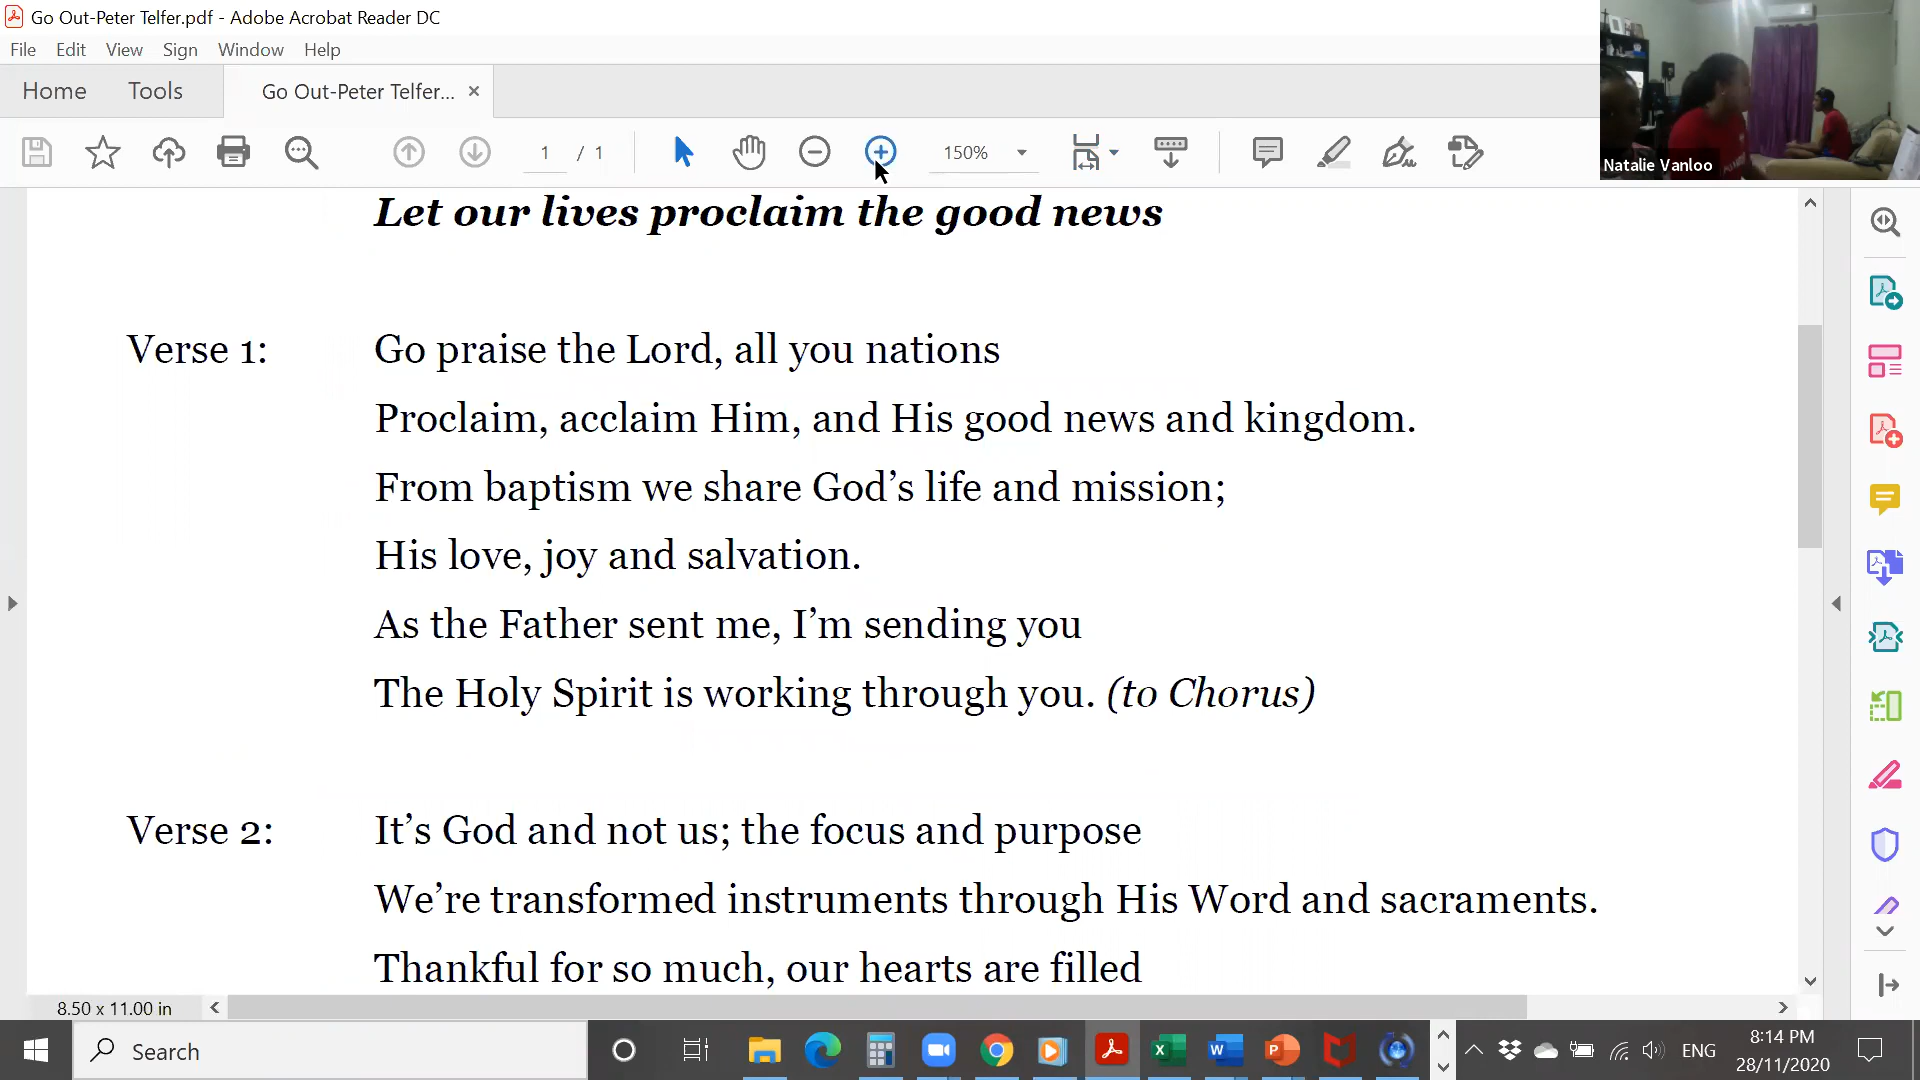 Go Out-Peter Telfer.pdf - Adobe Acrobat Reader DC
File Edit View Sign Window Help
Home Tools Go Out-Peter Telfer... ×
1 / 1 150%
Natalie Vanloo
Let our lives proclaim the good news
Verse 1: Go praise the Lord, all you nations
Proclaim, acclaim Him, and His good news and kingdom.
From baptism we share God’s life and mission;
His love, joy and salvation.
As the Father sent me, I’m sending you
The Holy Spirit is working through you. (to Chorus)
Verse 2: It’s God and not us; the focus and purpose
We’re transformed instruments through His Word and sacraments.
Thankful for so much, our hearts are filled
8.50 x 11.00 in
Search
ENG
8:14 PM
28/11/2020